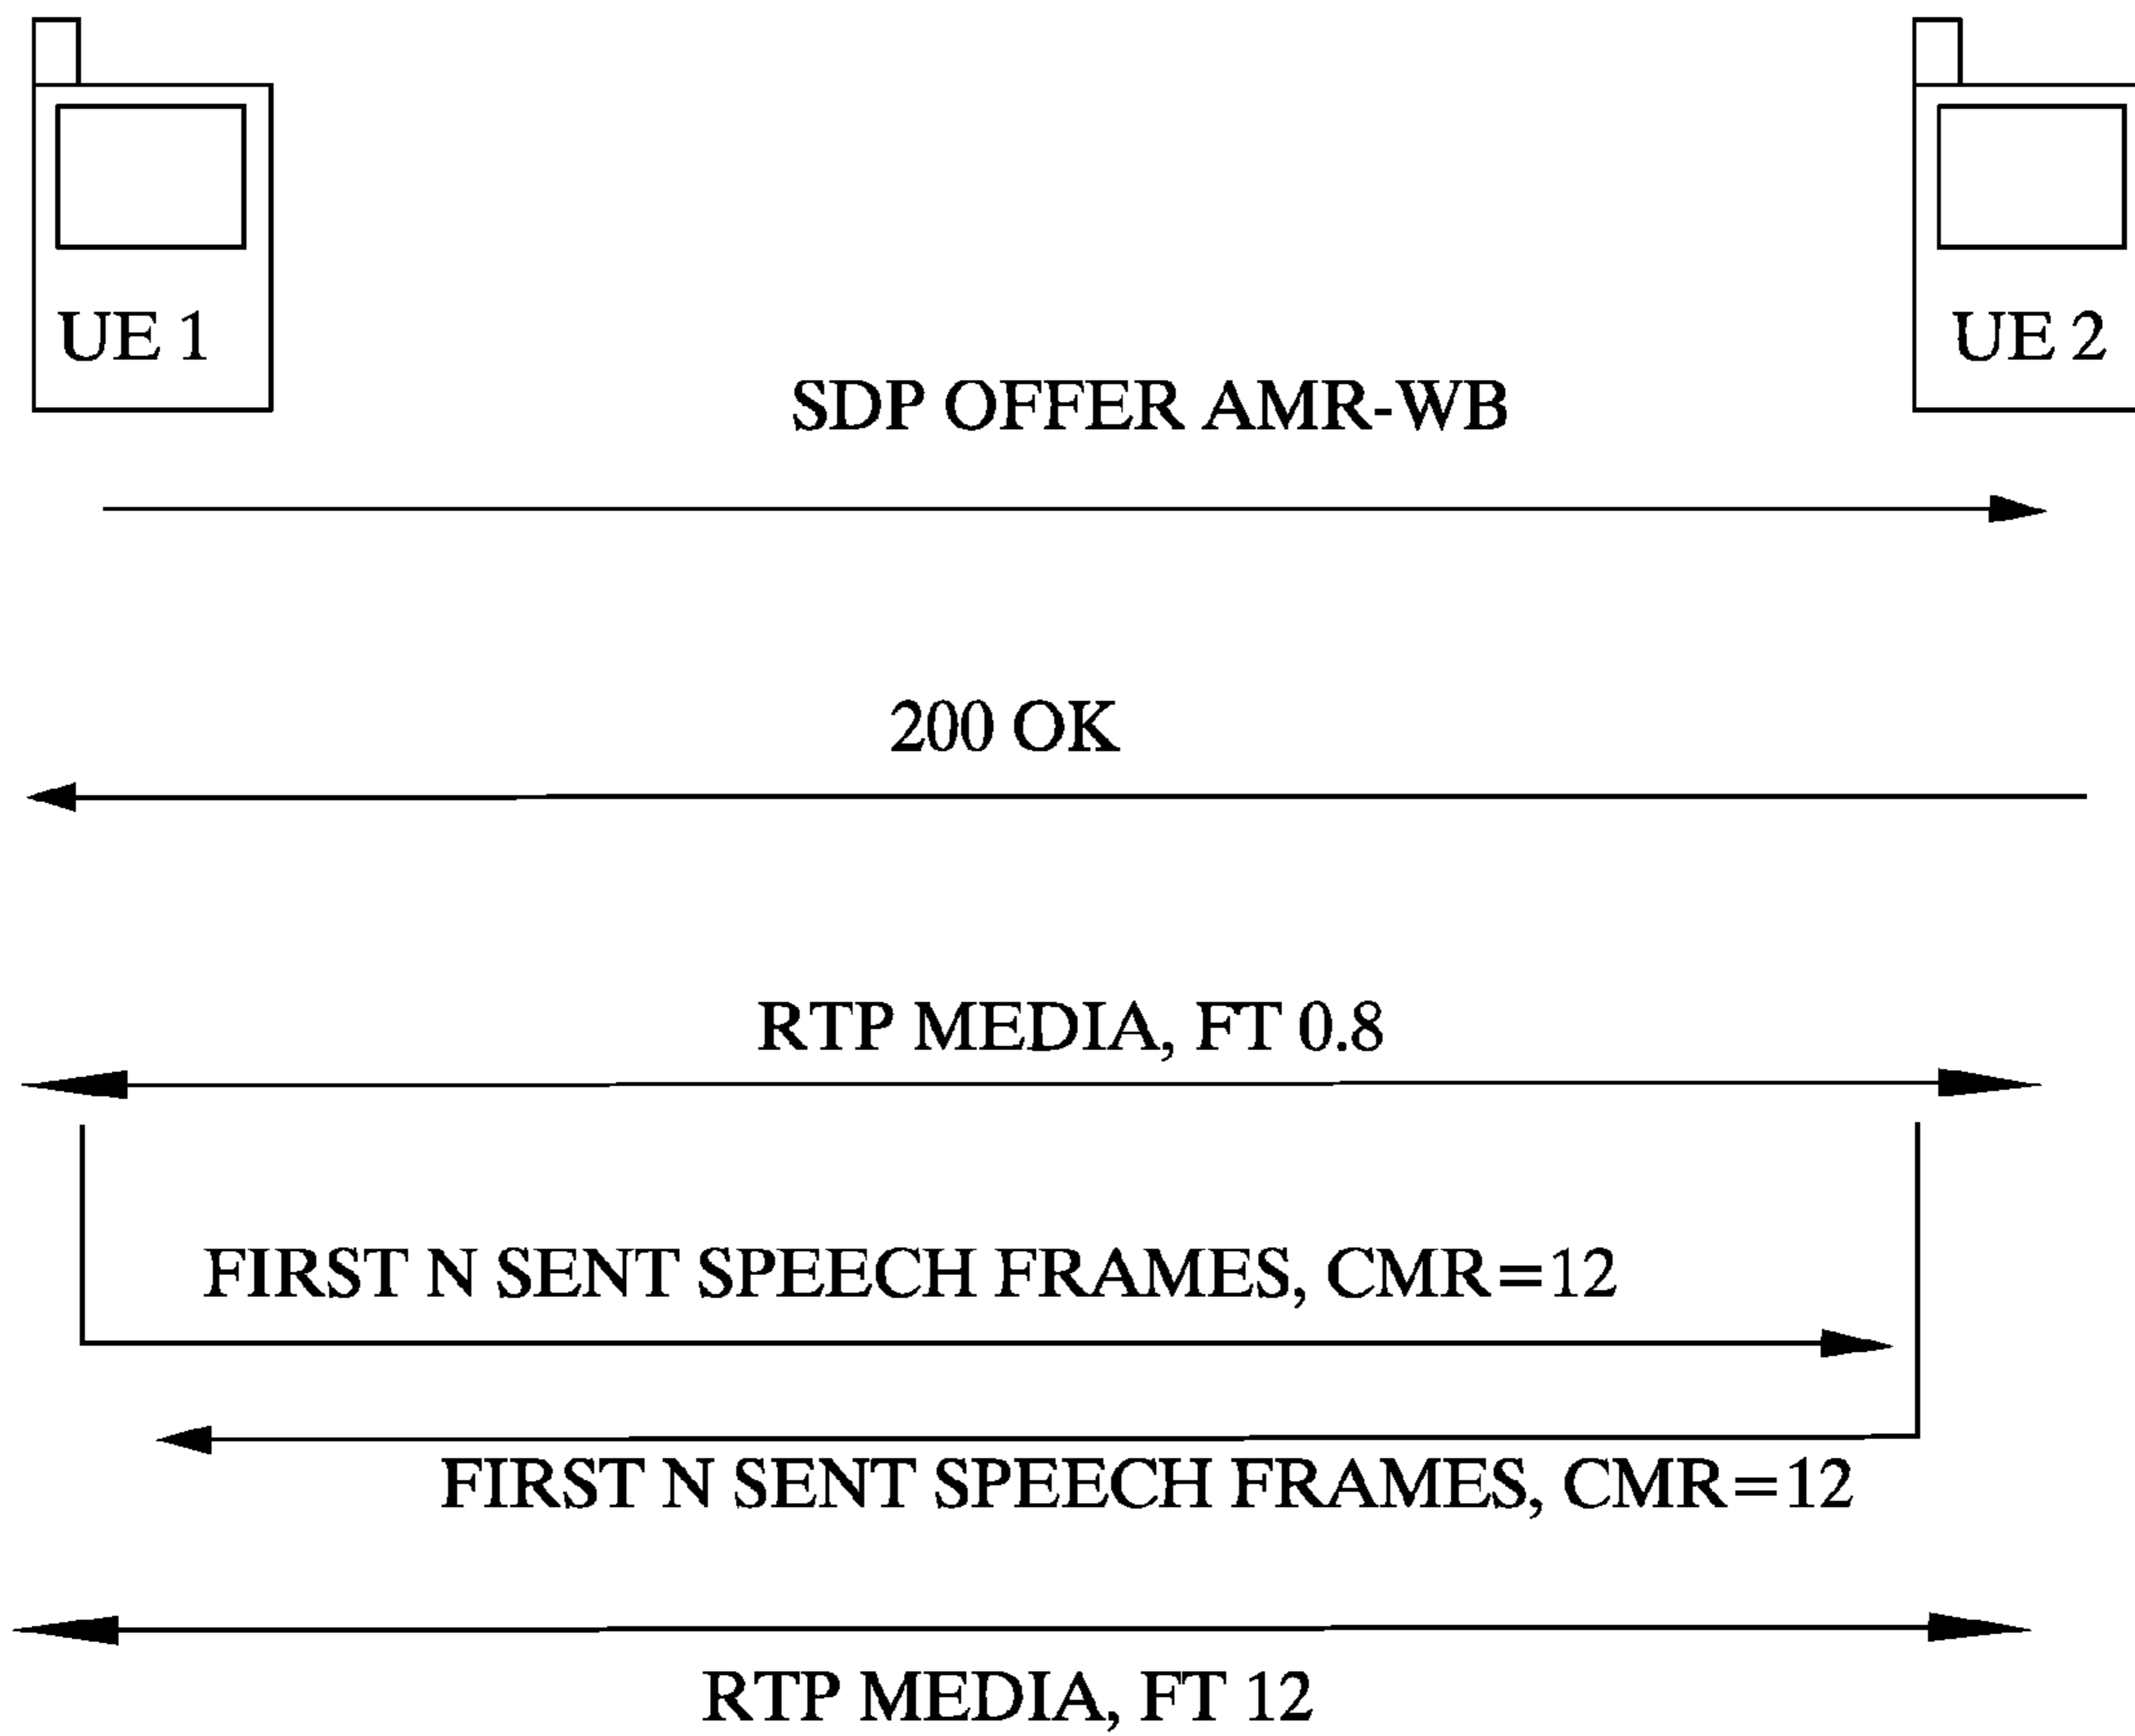 UE 1
UE 2
SDP OFFER AMR-WB
200 OK
RTP MEDIA, FT 0.8
FIRST N SENT SPEECH FRAMES, CMR=12
FIRST N SENT SPEECH FRAMES, CMR=12
RTP MEDIA, FT 12